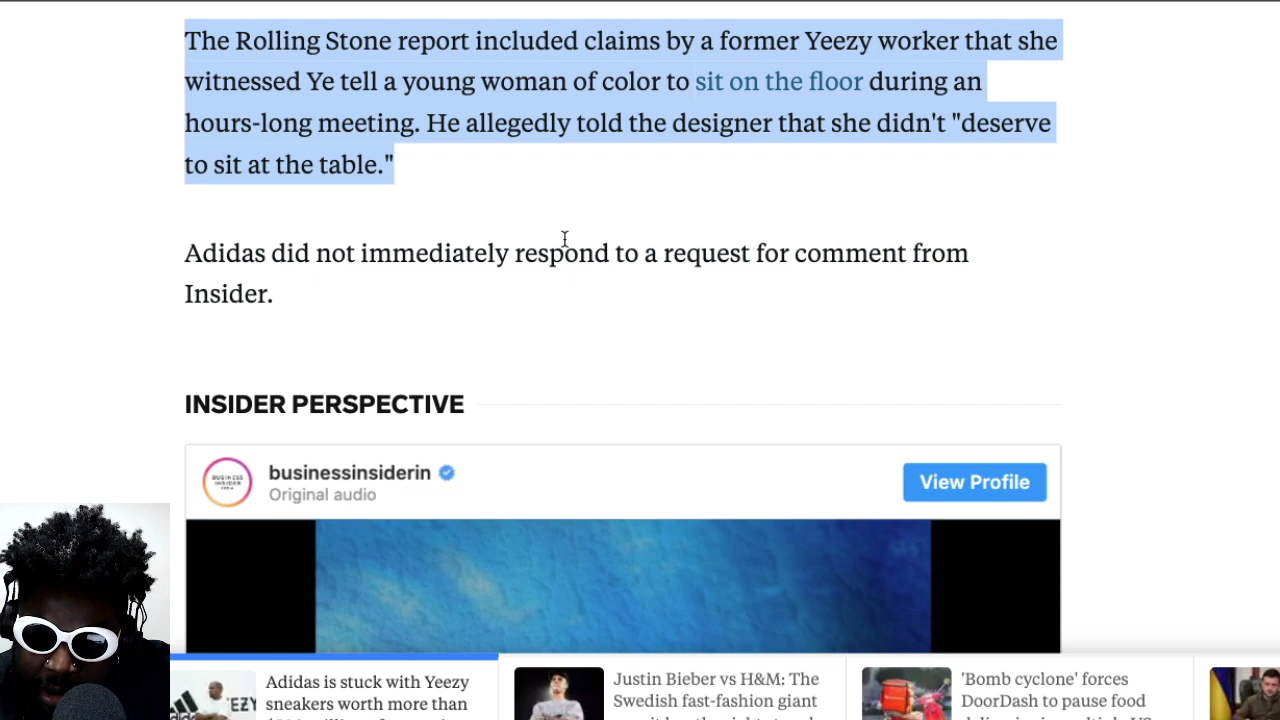 The Rolling Stone report included claims by a former Yeezy worker that she
witnessed Ye tell a young woman of color to sit on the floor during an
hours-long meeting. He allegedly told the designer that she didn't "deserve
to sit at the table."
Adidas did not immediately respond to a request for comment from
Insider.
INSIDER PERSPECTIVE
businessinsiderin
Original audio
View Profile
BUSINESS
INSIDER
Adidas is stuck with Yeezy
sneakers worth more than
Justin Bieber vs H&M: The
Swedish fast-fashion giant
'Bomb cyclone' forces
DoorDash to pause food